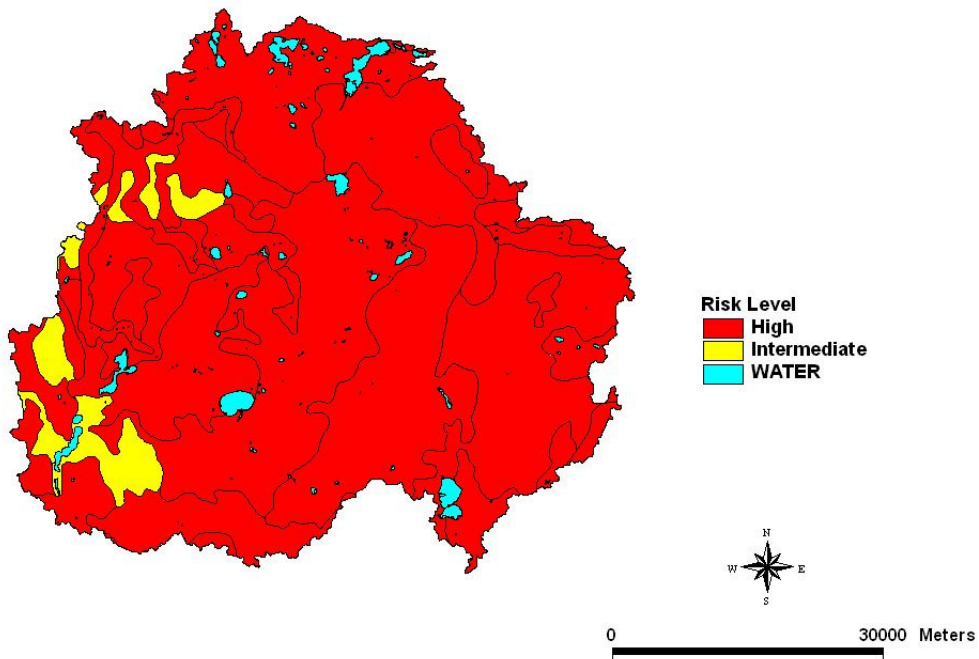 Risk Level
High
Intermediate
WATER
N
W E
S
0 30000 Meters